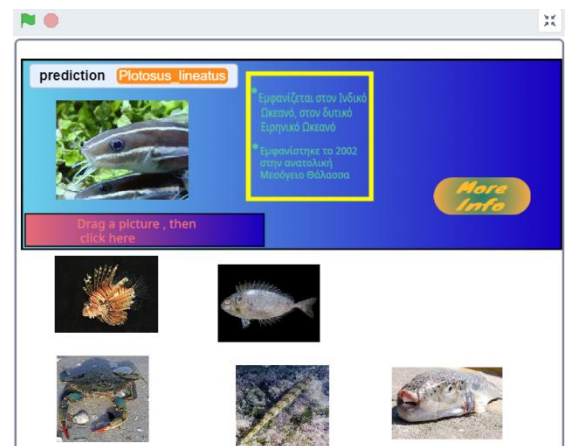 prediction Plotosus_lineatus
Εμφανίζεται στον Ινδικό
Ωκεανό, στον δυτικό
Ειρηνικό Ωκεανό
Εμφανίστηκε το 2002
στην ανατολική
Μεσόγειο Θάλασσα
More
Info
Drag a picture , then
click here